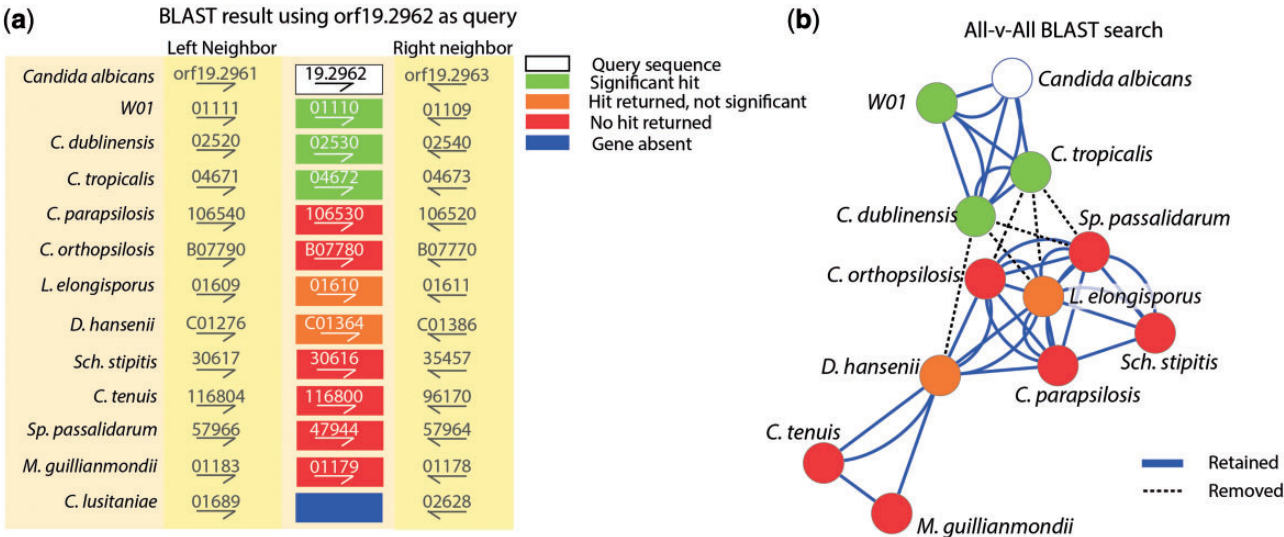 (a)
BLAST result using orf19.2962 as query
Left Neighbor
Right neighbor
Candida albicans orf19.2961 19.2962 orf19.2963
W01 01111 01110 01109
C. dublinensis 02520 02530 02540
C. tropicalis 04671 04672 04673
C. parapsilosis 106540 106530 106520
C. orthopsilosis B07790 B07780 B07770
L. elongisporus 01609 01610 01611
D. hansenii C01276 C01364 C01386
Sch. stipitis 30617 30616 35457
C. tenuis 116804 116800 96170
Sp. passalidarum 57966 47944 57964
M. guillianmondii 01183 01179 01178
C. lusitaniae 01689 02628
Query sequence
Significant hit
Hit returned, not significant
No hit returned
Gene absent
(b)
All-v-All BLAST search
Candida albicans
W01
C. tropicalis
C. dublinensis
Sp. passalidarum
C. orthopsilosis
L. elongisporus
Sch. stipitis
D. hansenii
C. parapsilosis
C. tenuis
M. guillianmondii
Retained
Removed